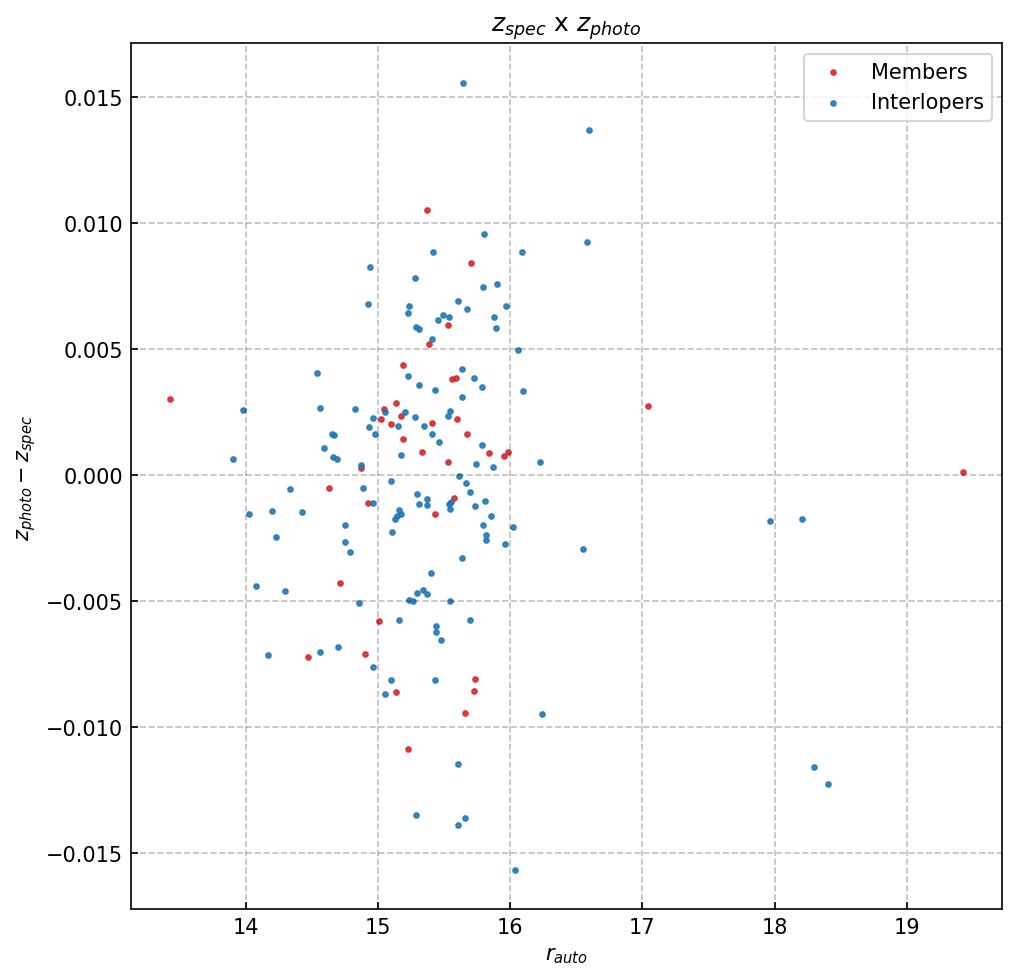 z_spec x z_photo
Members
Interlopers
0.015
0.010
0.005
0.000
−0.005
−0.010
−0.015
z_photo − z_spec
14 15 16 17 18 19
r_auto